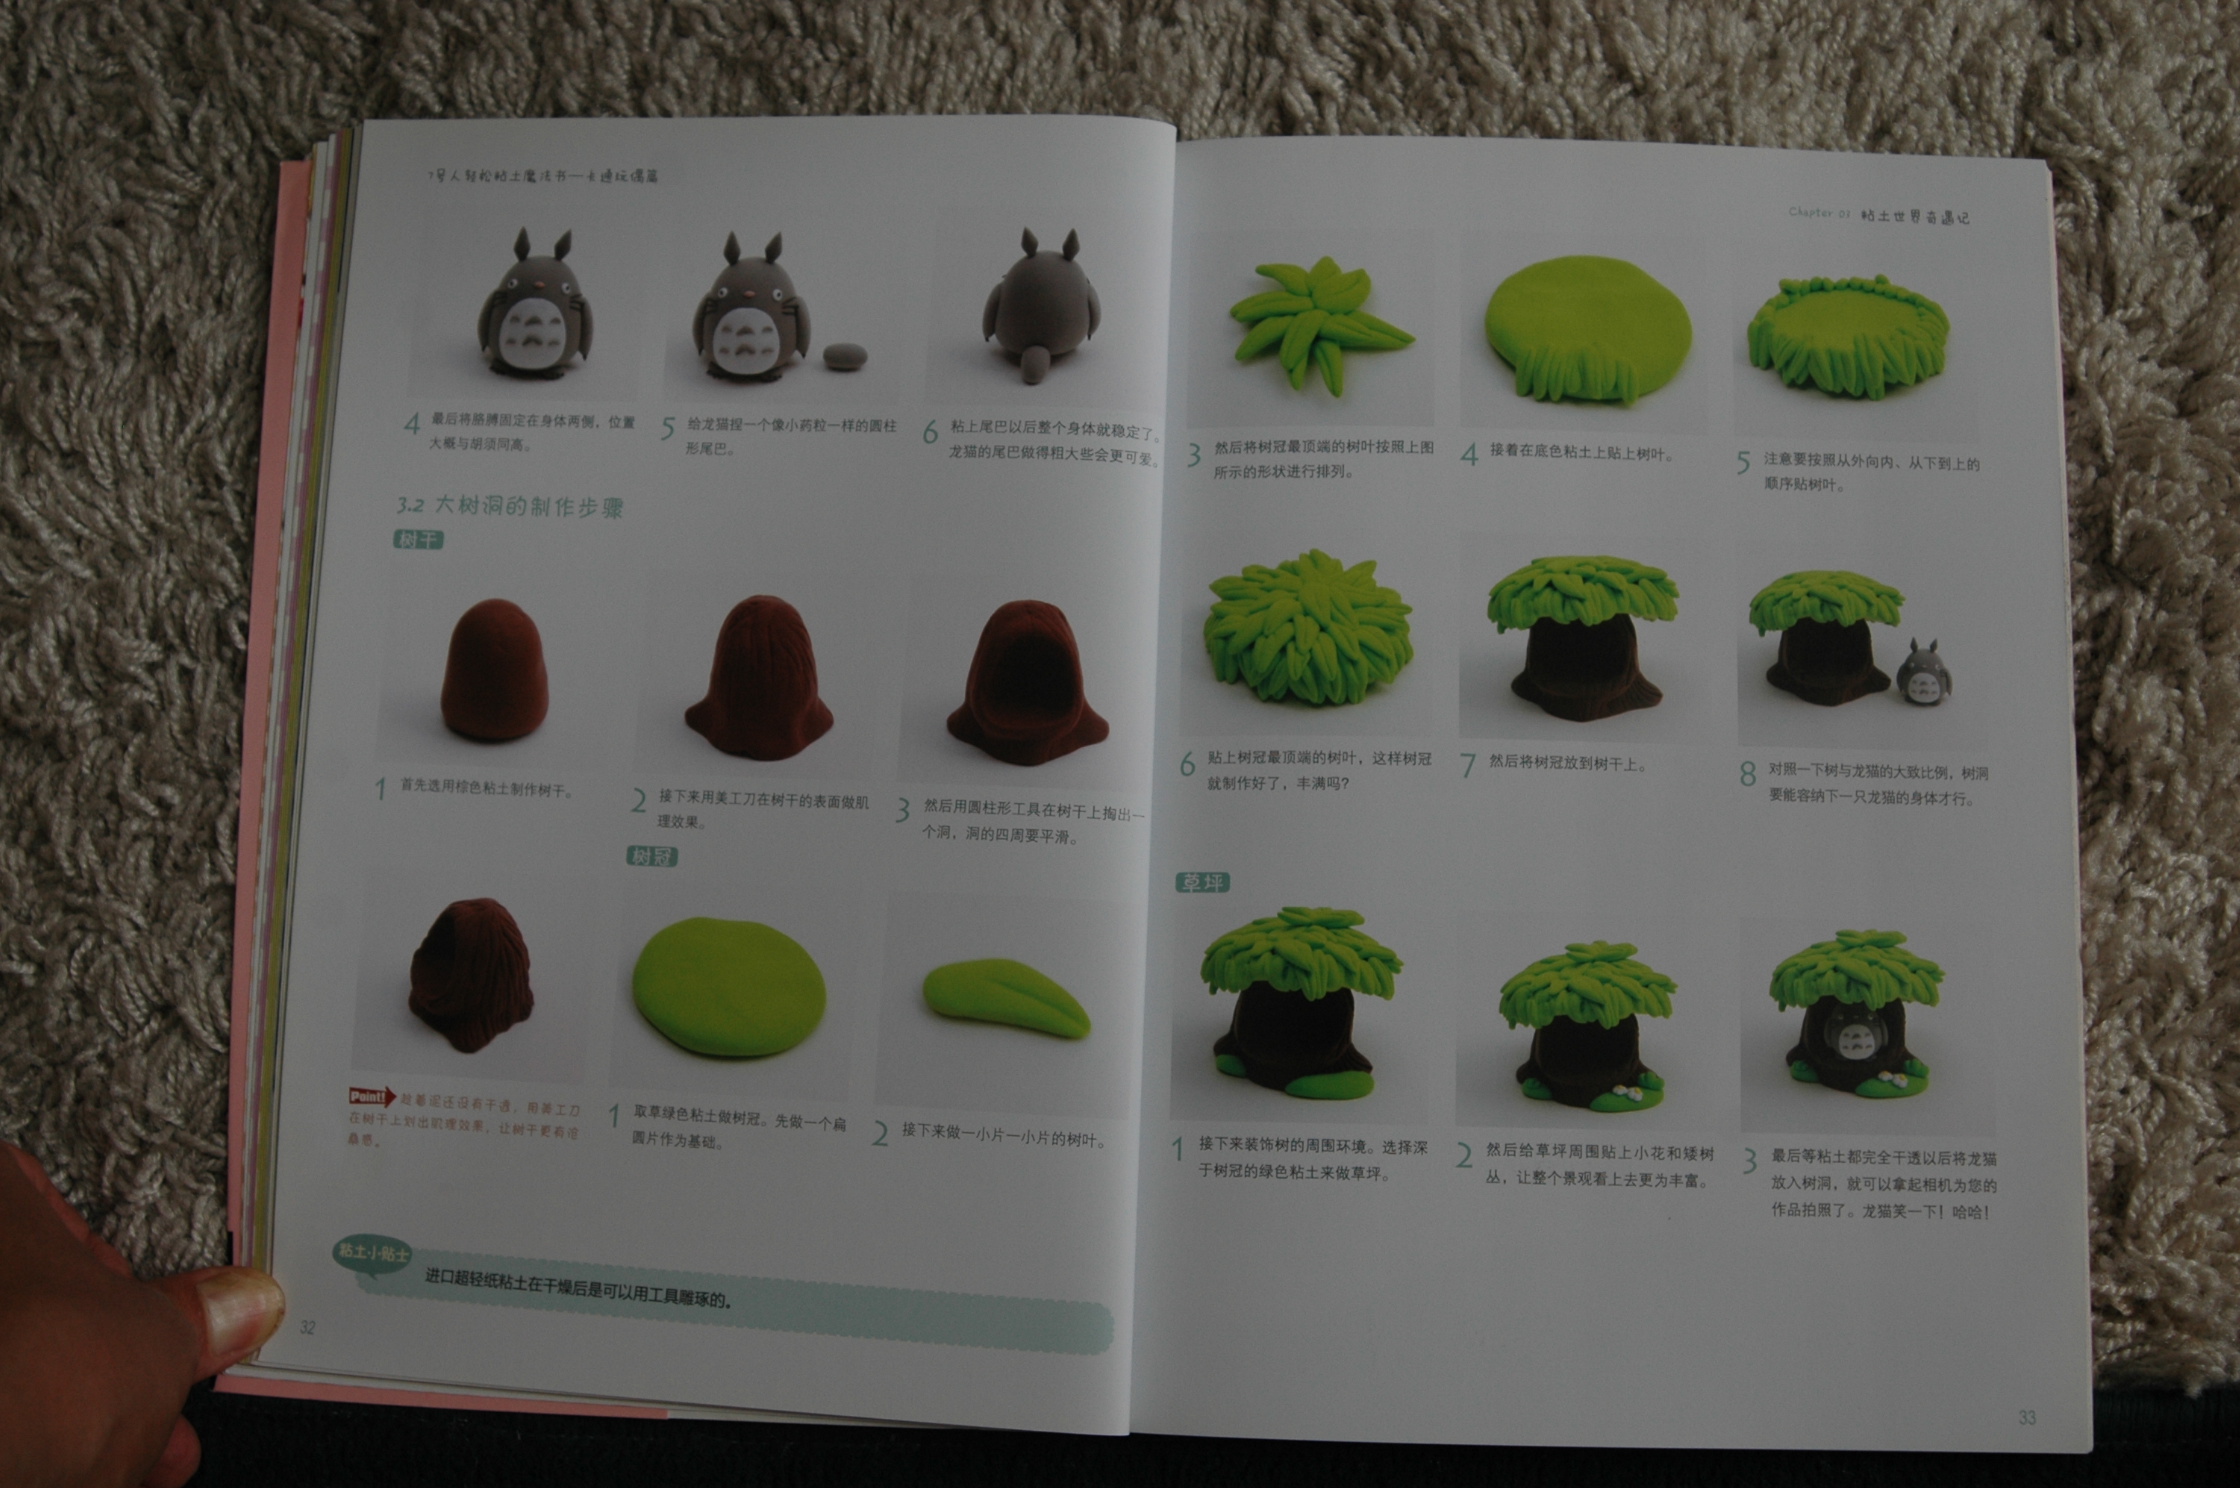 人轻松粘土魔法书—卡通玩偶篇
4 最后将胳膊固定在身体两侧，位置
大概与胡须同高。
5 给龙猫捏一个像小药粒一样的圆柱
形尾巴。
6 粘上尾巴以后整个身体就稳定了。
龙猫的尾巴做得粗大些会更可爱。
3.2 大树洞的制作步骤
树干
1 首先选用棕色粘土制作树干。
2 接下来用美工刀在树干的表面做肌
理效果。
3 然后用圆柱形工具在树干上掏出一
个洞，洞的四周要平滑。
Point! 趁着泥还没有干透，用美工刀
在树干上划出肌理效果，让树干更有沧
桑感。
树冠
1 取草绿色粘土做树冠。先做一个扁
圆片作为基础。
2 接下来做一小片一小片的树叶。
粘土小贴士
进口超轻纸粘土在干燥后是可以用工具雕琢的。
32
Chapter 01 粘土世界奇遇记
3 然后将树冠最顶端的树叶按照上图
所示的形状进行排列。
4 接着在底色粘土上贴上树叶。
5 注意要按照从外向内、从下到上的
顺序贴树叶。
6 贴上树冠最顶端的树叶，这样树冠
就制作好了，丰满吗？
7 然后将树冠放到树干上。
8 对照一下树与龙猫的大致比例，树洞
要能容纳下一只龙猫的身体才行。
草坪
1 接下来装饰树的周围环境。选择深
于树冠的绿色粘土来做草坪。
2 然后给草坪周围贴上小花和矮树
丛，让整个景观看上去更为丰富。
3 最后等粘土都完全干透以后将龙猫
放入树洞，就可以拿起相机为您的
作品拍照了。龙猫笑一下！哈哈！
33